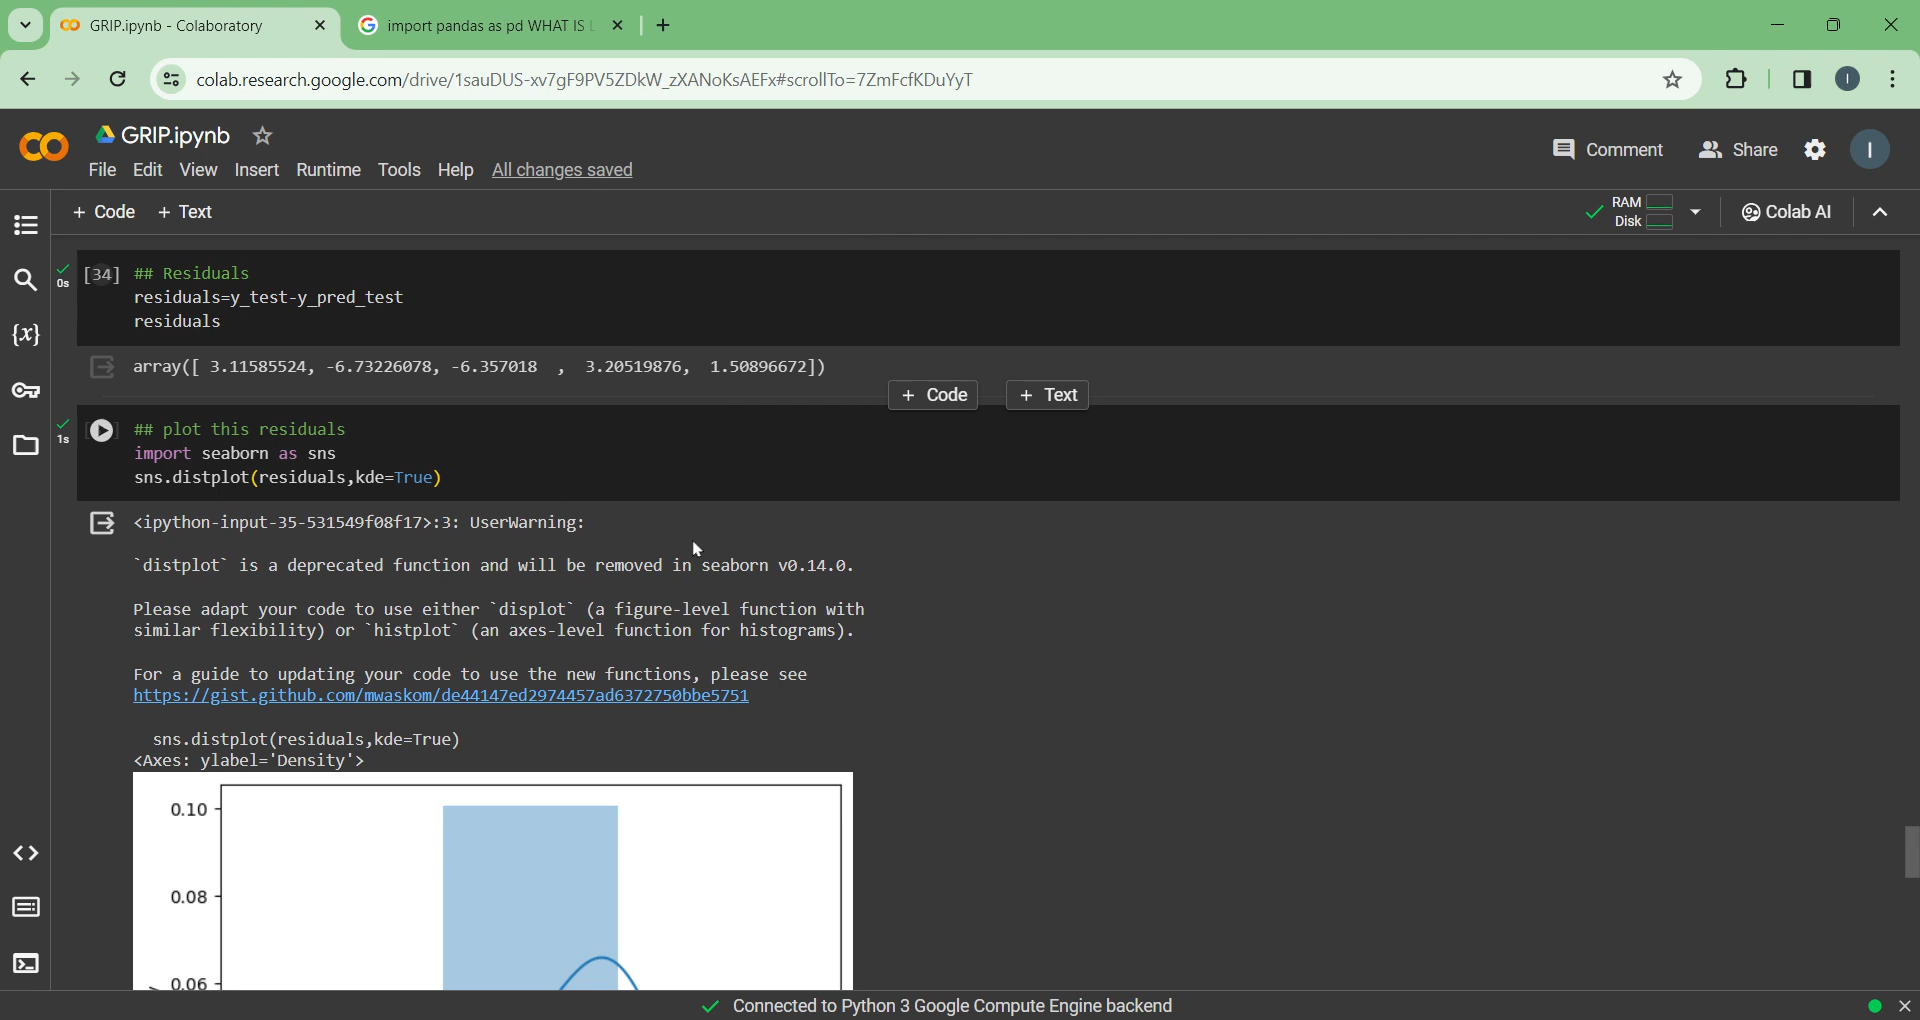 GRIP.ipynb - Colaboratory
import pandas as pd WHAT IS
colab.research.google.com/drive/1sauDUS-xv7gF9PV5ZDkW_zXANoKsAEFx#scrollTo=7ZmFcfKDuYyT
I
GRIP.ipynb
Comment
Share
I
File Edit View Insert Runtime Tools Help All changes saved
+ Code + Text
RAM
Disk
Colab AI
[34] ## Residuals
0s
residuals=y_test-y_pred_test
residuals
{x}
array([ 3.11585524, -6.73226078, -6.357018 , 3.20519876, 1.50896672])
+ Code + Text
## plot this residuals
1s
import seaborn as sns
sns.distplot(residuals,kde=True)
<ipython-input-35-531549f08f17>:3: UserWarning:
`distplot` is a deprecated function and will be removed in seaborn v0.14.0.
Please adapt your code to use either `displot` (a figure-level function with
similar flexibility) or `histplot` (an axes-level function for histograms).
For a guide to updating your code to use the new functions, please see
https://gist.github.com/mwaskom/de44147ed2974457ad6372750bbe5751
sns.distplot(residuals,kde=True)
<Axes: ylabel='Density'>
0.10
0.08
0.06
Connected to Python 3 Google Compute Engine backend